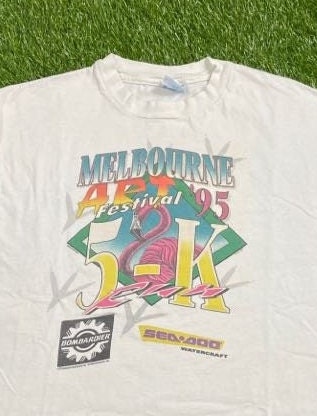 MELBOURNE
ART '95
Festival
5-K
Run
BOMBARDIER
SEA-DOO
WATERCRAFT